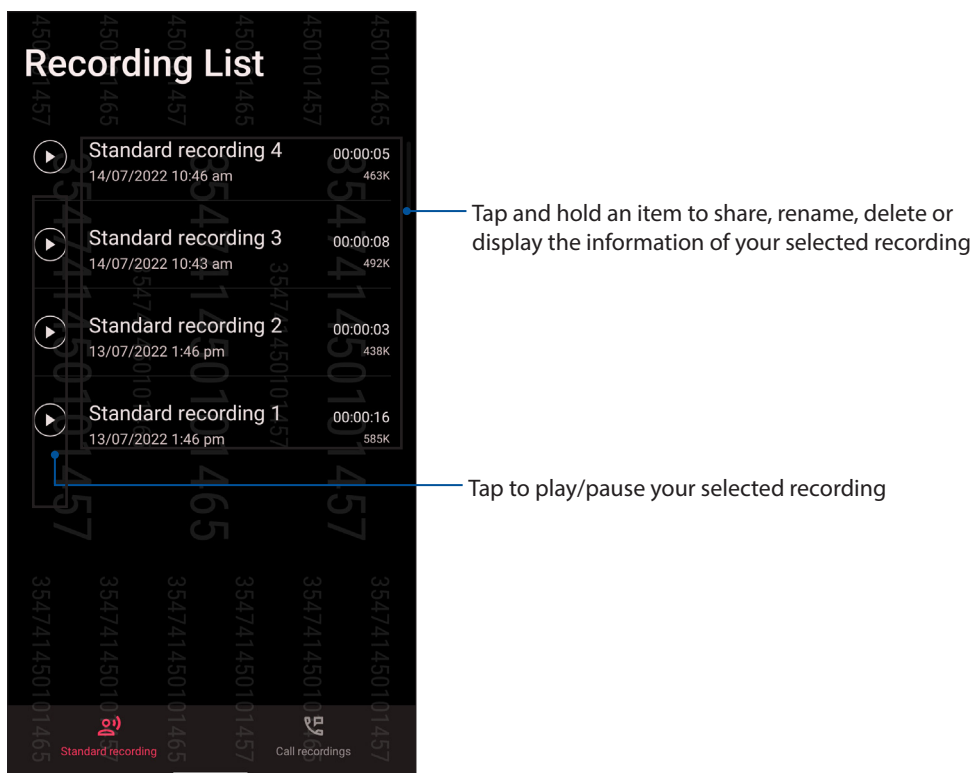 Recording List
Standard recording 4
00:00:05
14/07/2022 10:46 am
463K
Tap and hold an item to share, rename, delete or
display the information of your selected recording
Standard recording 3
00:00:08
14/07/2022 10:43 am
492K
Standard recording 2
00:00:03
13/07/2022 1:46 pm
438K
Standard recording 1
00:00:16
13/07/2022 1:46 pm
585K
Tap to play/pause your selected recording
Standard recording
Call recordings